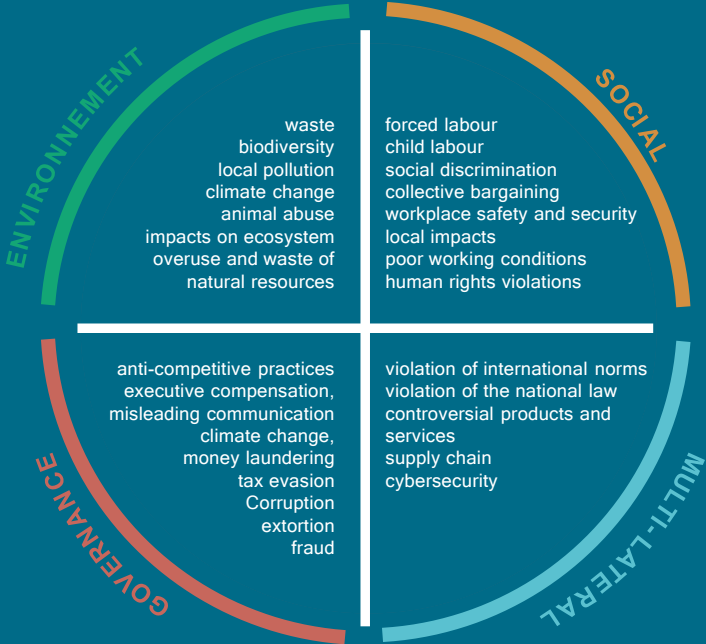 ENVIRONNEMENT
waste
biodiversity
local pollution
climate change
animal abuse
impacts on ecosystem
overuse and waste of
natural resources
SOCIAL
forced labour
child labour
social discrimination
collective bargaining
workplace safety and security
local impacts
poor working conditions
human rights violations
GOVERNANCE
anti-competitive practices
executive compensation,
misleading communication
climate change,
money laundering
tax evasion
Corruption
extortion
fraud
MULTI-LATERAL
violation of international norms
violation of the national law
controversial products and
services
supply chain
cybersecurity